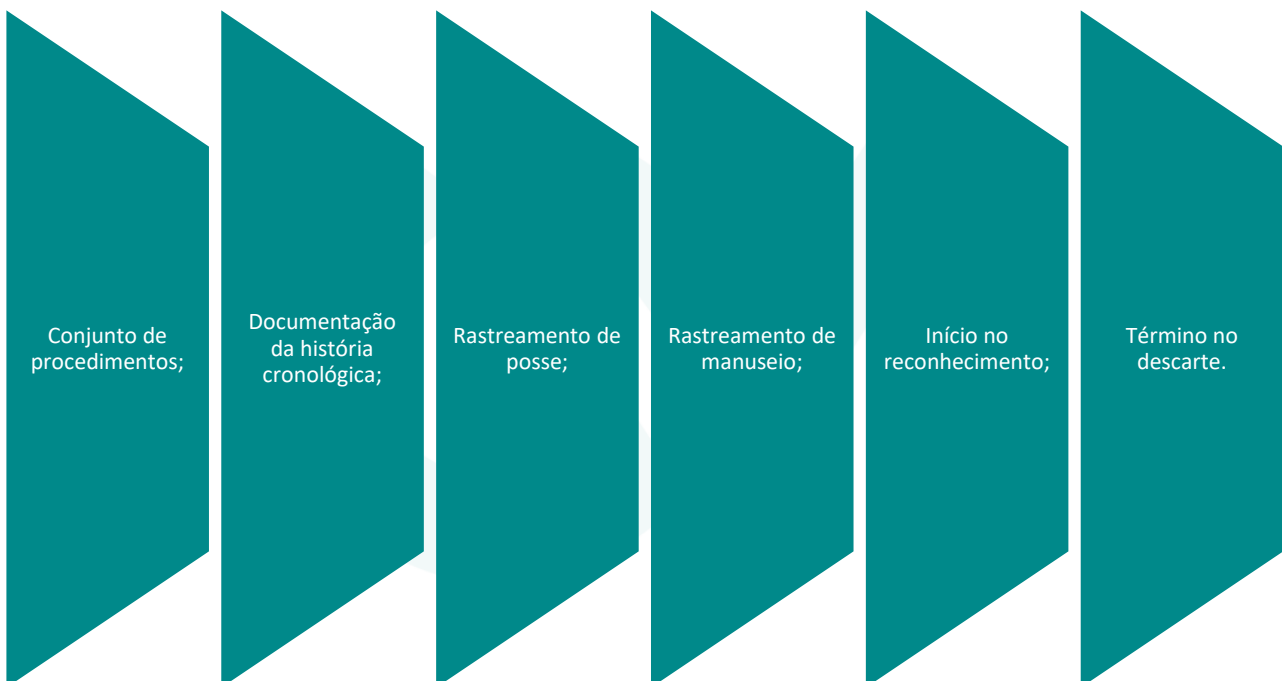 Conjunto de
procedimentos;
Documentação
da história
cronológica;
Rastreamento de
posse;
Rastreamento de
manuseio;
Início no
reconhecimento;
Término no
descarte.